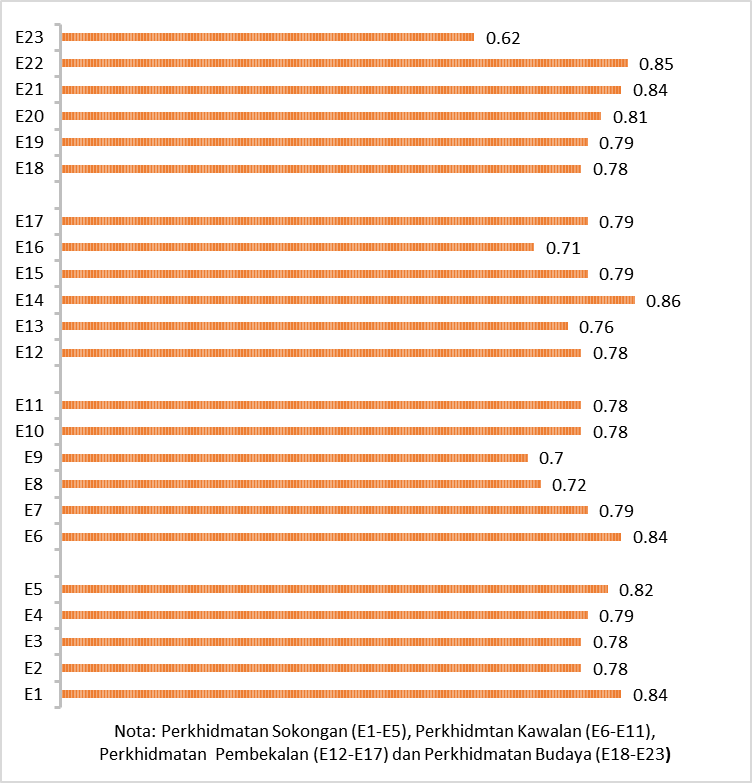 E23 0.62
E22 0.85
E21 0.84
E20 0.81
E19 0.79
E18 0.78
E17 0.79
E16 0.71
E15 0.79
E14 0.86
E13 0.76
E12 0.78
E11 0.78
E10 0.78
E9 0.7
E8 0.72
E7 0.79
E6 0.84
E5 0.82
E4 0.79
E3 0.78
E2 0.78
E1 0.84
Nota: Perkhidmatan Sokongan (E1-E5), Perkhidmtan Kawalan (E6-E11),
Perkhidmatan Pembekalan (E12-E17) dan Perkhidmatan Budaya (E18-E23)